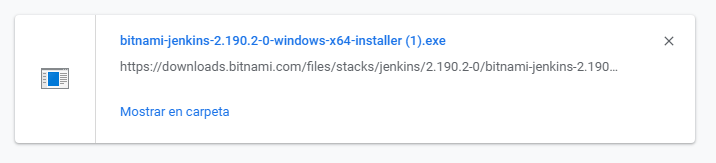 bitnami-jenkins-2.190.2-0-windows-x64-installer (1).exe
https://downloads.bitnami.com/files/stacks/jenkins/2.190.2-0/bitnami-jenkins-2.190…
Mostrar en carpeta